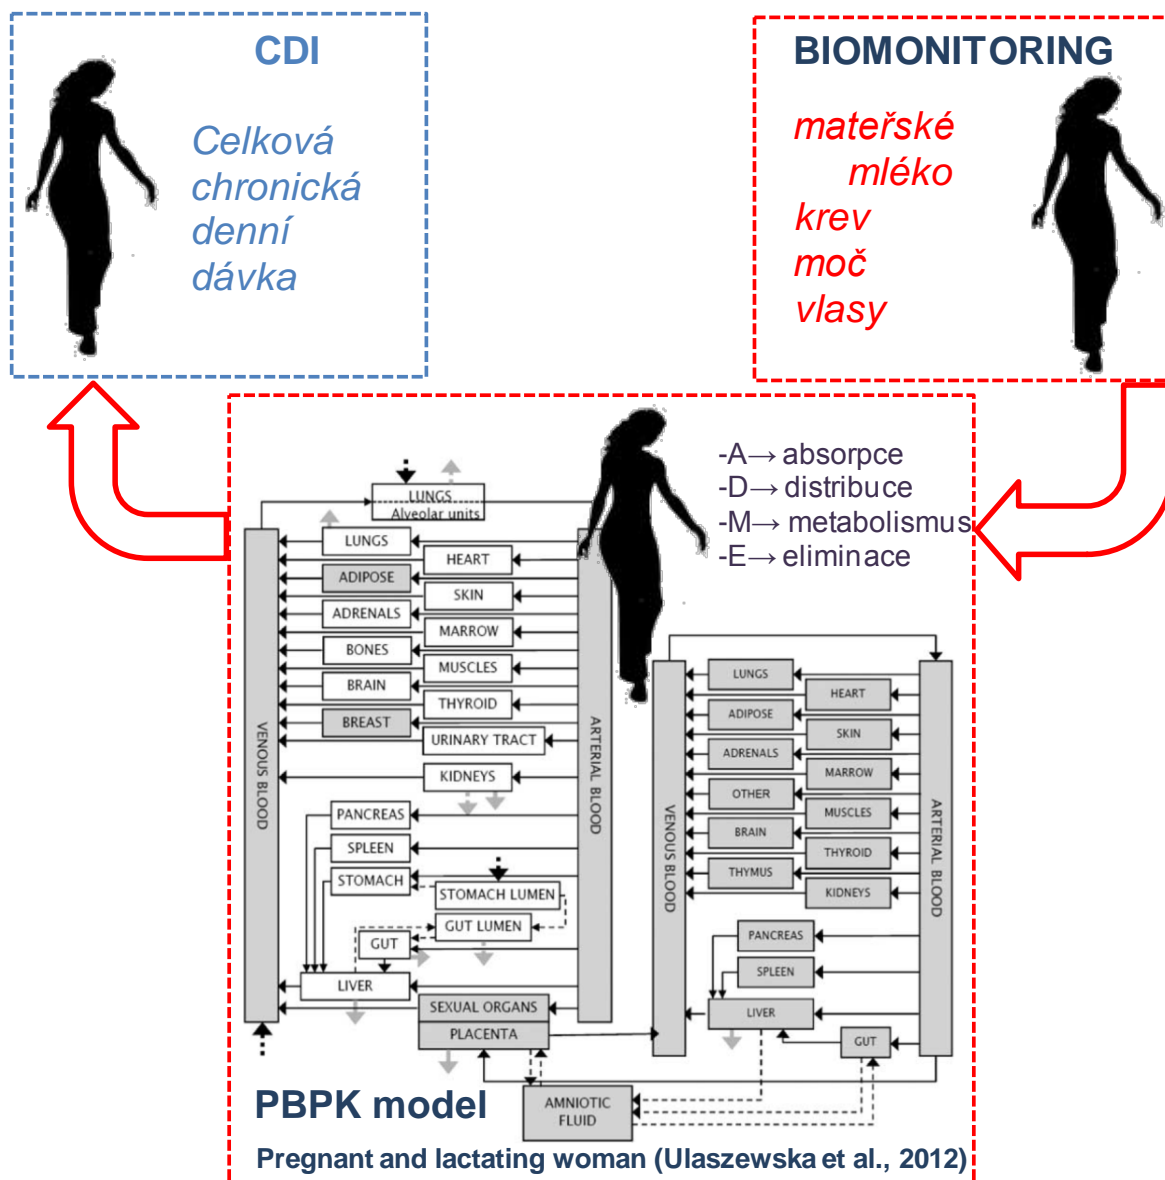 CDI
Celková
chronická
denní
dávka
BIOMONITORING
mateřské
mléko
krev
moč
vlasy
-A→ absorpce
-D→ distribuce
-M→ metabolismus
-E→ eliminace
LUNGS
Alveolar units
LUNGS
HEART
ADIPOSE
SKIN
ADRENALS
MARROW
BONES
MUSCLES
BRAIN
THYROID
BREAST
URINARY TRACT
KIDNEYS
PANCREAS
SPLEEN
STOMACH
STOMACH LUMEN
GUT LUMEN
GUT
LIVER
SEXUAL ORGANS
PLACENTA
VENOUS BLOOD
ARTERIAL BLOOD
LUNGS
HEART
ADIPOSE
SKIN
ADRENALS
MARROW
OTHER
MUSCLES
BRAIN
THYROID
THYMUS
KIDNEYS
PANCREAS
SPLEEN
LIVER
GUT
VENOUS BLOOD
ARTERIAL BLOOD
AMNIOTIC
FLUID
PBPK model
Pregnant and lactating woman (Ulaszewska et al., 2012)